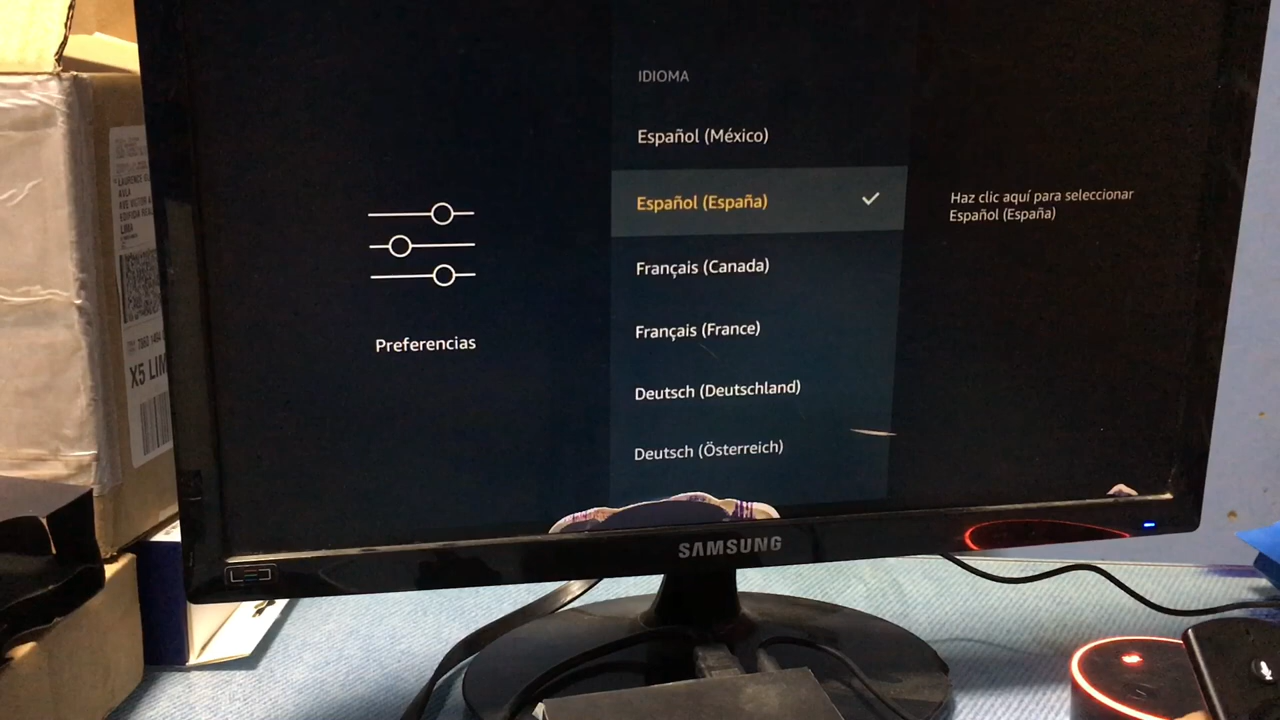 IDIOMA
Español (México)
Español (España)
Haz clic aquí para seleccionar
Español (España)
Français (Canada)
Français (France)
Deutsch (Deutschland)
Deutsch (Österreich)
Preferencias
SAMSUNG
LIMA
X5 LIM